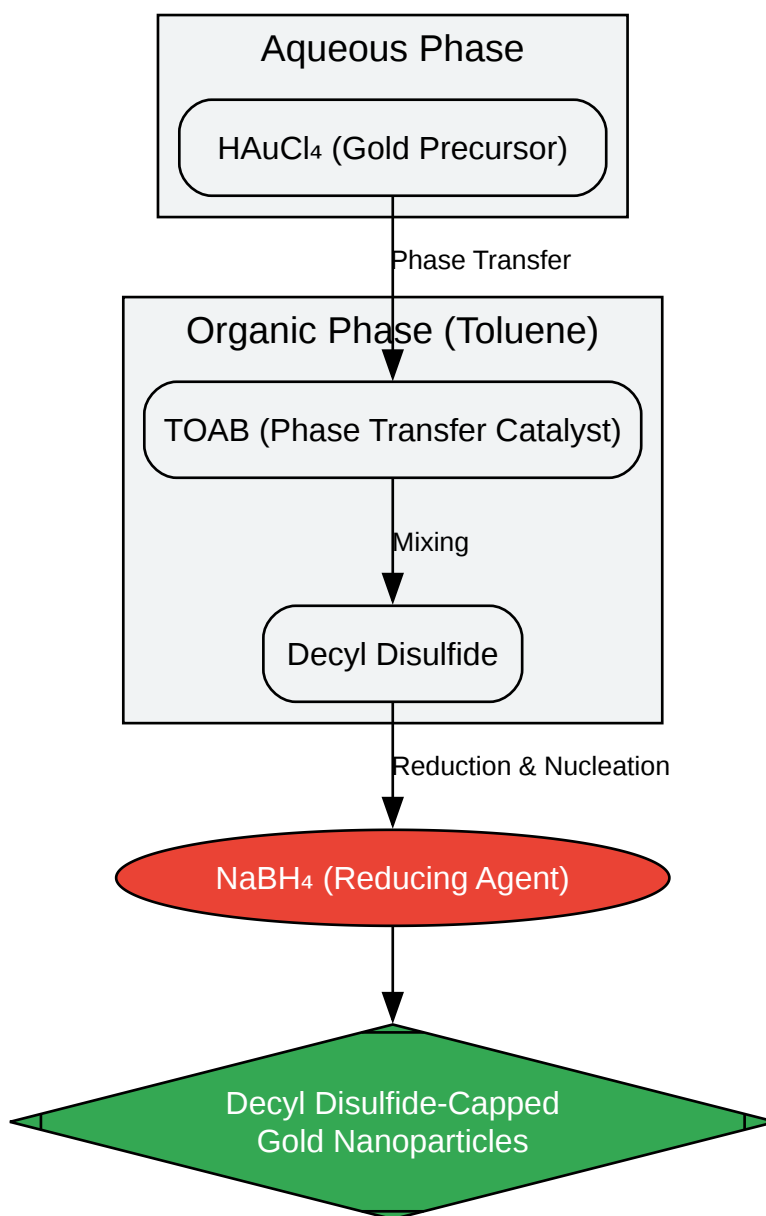 Aqueous Phase
HAuCl₄ (Gold Precursor)
Phase Transfer
Organic Phase (Toluene)
TOAB (Phase Transfer Catalyst)
Mixing
Decyl Disulfide
Reduction & Nucleation
NaBH₄ (Reducing Agent)
Decyl Disulfide-Capped
Gold Nanoparticles